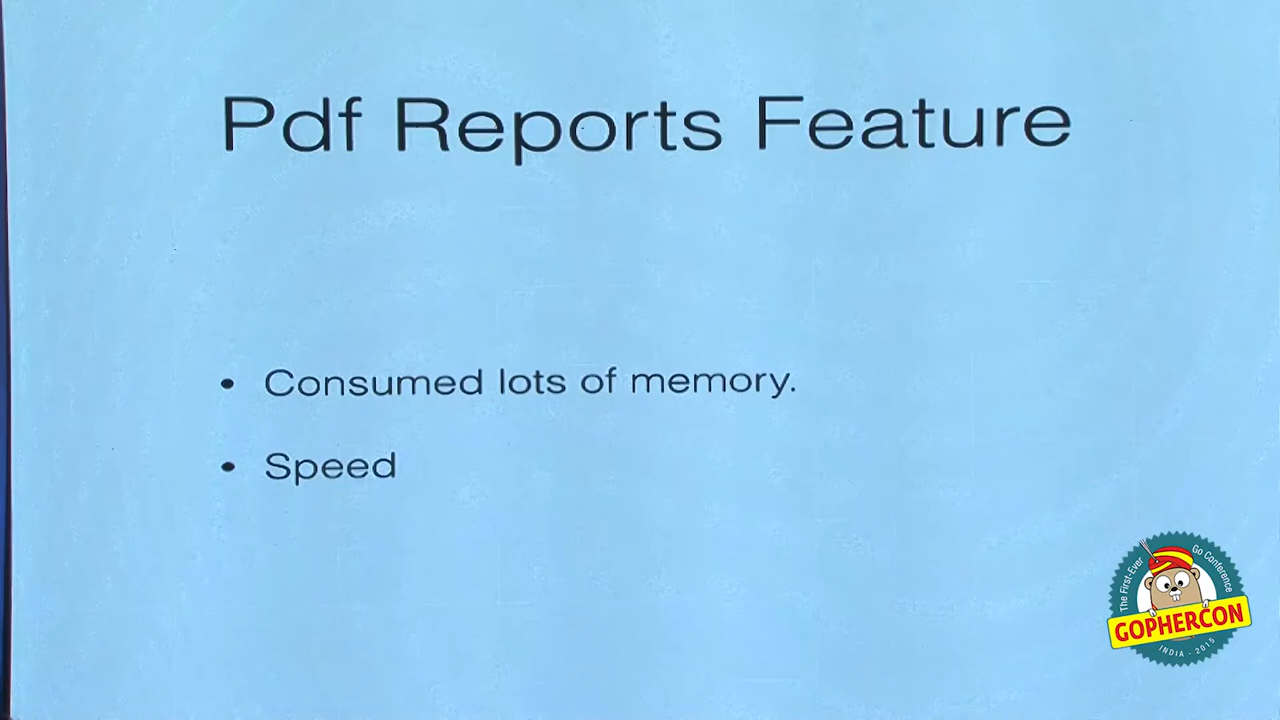 Pdf Reports Feature
• Consumed lots of memory.
• Speed
The First-Ever Go Conference
GOPHERCON
INDIA - 2015